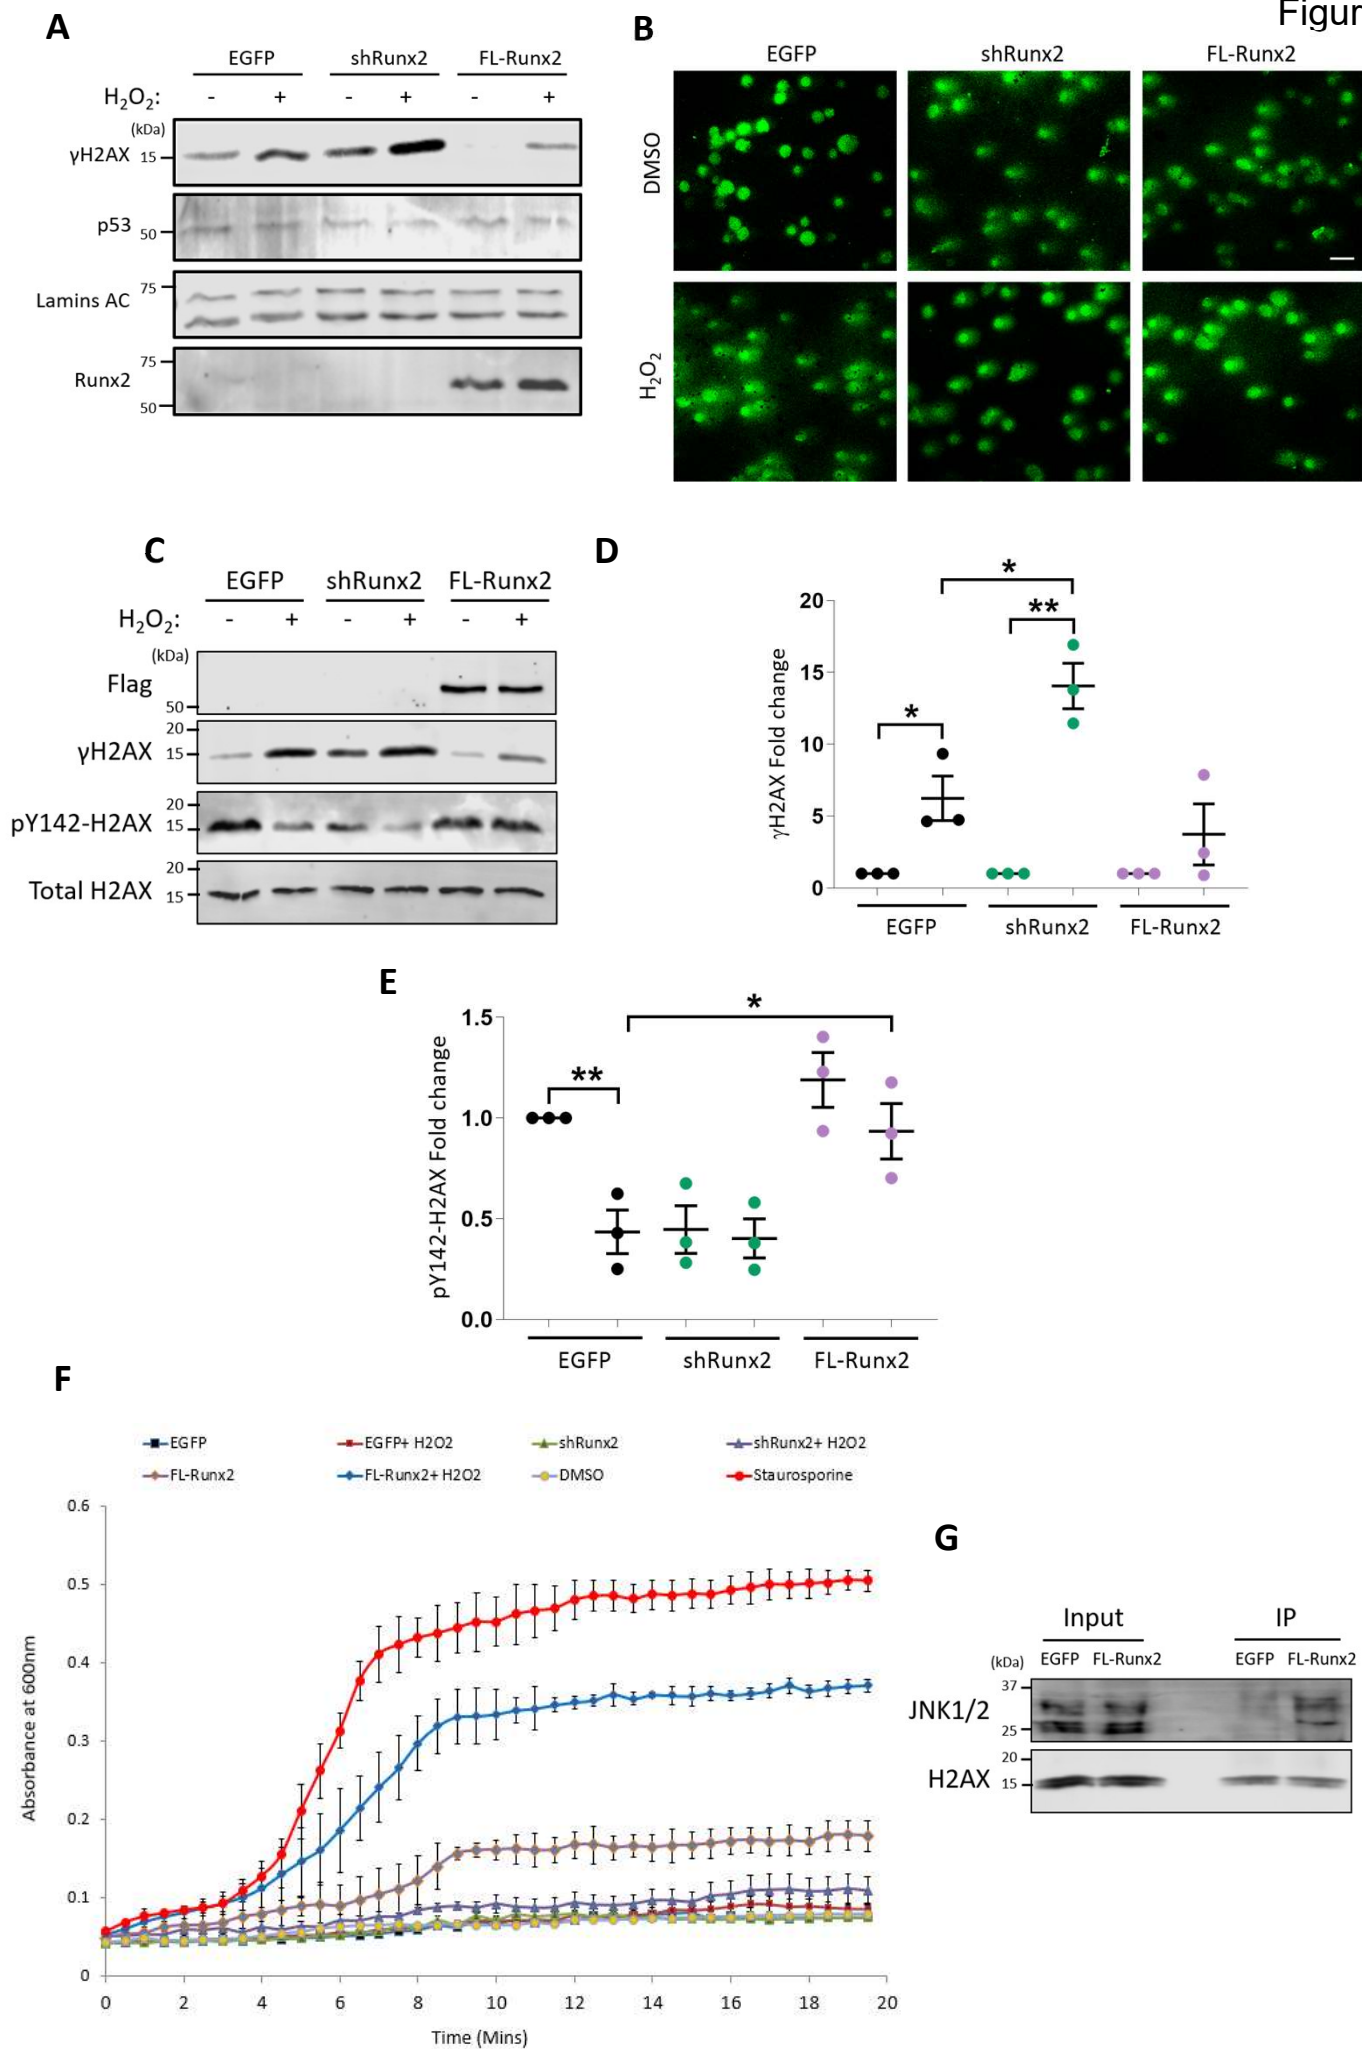 Figur
A
EGFP shRunx2 FL-Runx2
H2O2: - + - + - +
(kDa)
γH2AX 15
p53 50
Lamins AC 75
Runx2 75
50
B
EGFP shRunx2 FL-Runx2
DMSO
H2O2
C
EGFP shRunx2 FL-Runx2
H2O2: - + - + - +
(kDa)
Flag
50
20
γH2AX 15
20
pY142-H2AX 15
20
Total H2AX 15
D
* 
**
*
γH2AX Fold change
20
15
10
5
0
EGFP shRunx2 FL-Runx2
E
*
**
pY142-H2AX Fold change
1.5
1.0
0.5
0.0
EGFP shRunx2 FL-Runx2
F
EGFP EGFP+ H2O2 shRunx2 shRunx2+ H2O2
FL-Runx2 FL-Runx2+ H2O2 DMSO Staurosporine
Absorbance at 600nm
0.6
0.5
0.4
0.3
0.2
0.1
0
0 2 4 6 8 10 12 14 16 18 20
Time (Mins)
G
Input IP
EGFP FL-Runx2 EGFP FL-Runx2
(kDa)
37
JNK1/2
25
20
H2AX 15